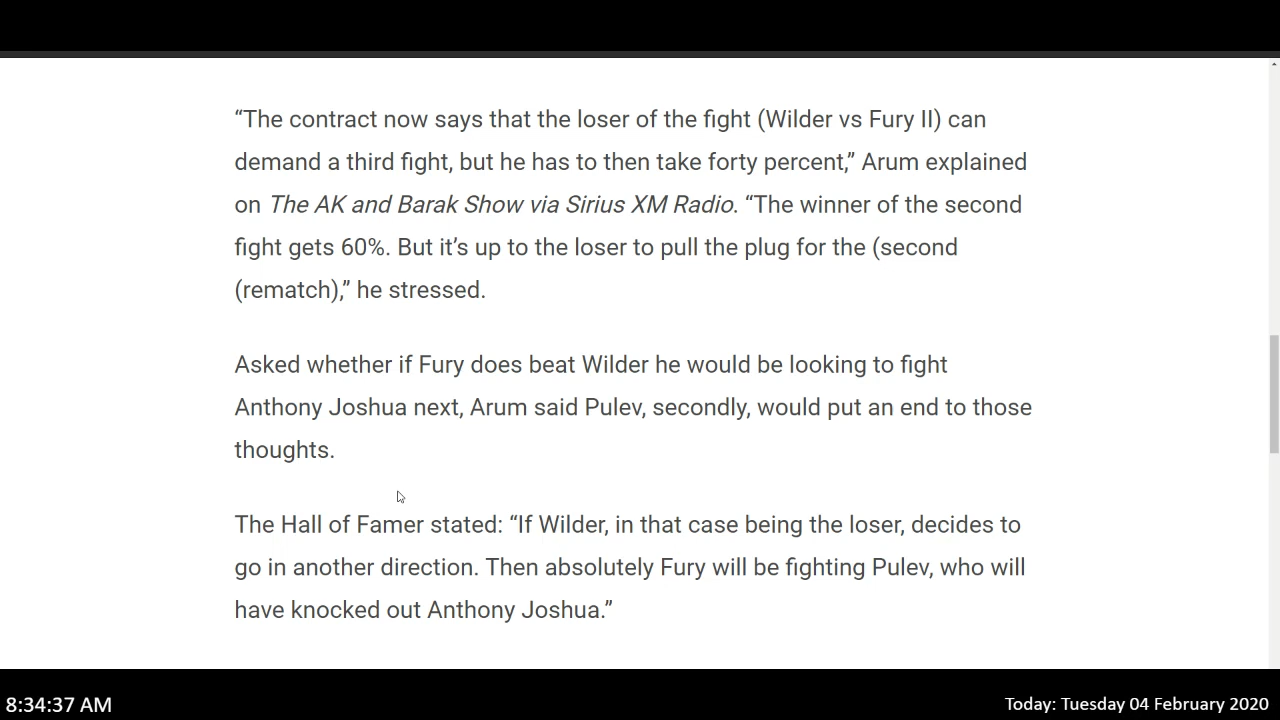 “The contract now says that the loser of the fight (Wilder vs Fury II) can
demand a third fight, but he has to then take forty percent,” Arum explained
on The AK and Barak Show via Sirius XM Radio. “The winner of the second
fight gets 60%. But it’s up to the loser to pull the plug for the (second
(rematch),” he stressed.
Asked whether if Fury does beat Wilder he would be looking to fight
Anthony Joshua next, Arum said Pulev, secondly, would put an end to those
thoughts.
The Hall of Famer stated: “If Wilder, in that case being the loser, decides to
go in another direction. Then absolutely Fury will be fighting Pulev, who will
have knocked out Anthony Joshua.”
8:34:37 AM
Today: Tuesday 04 February 2020